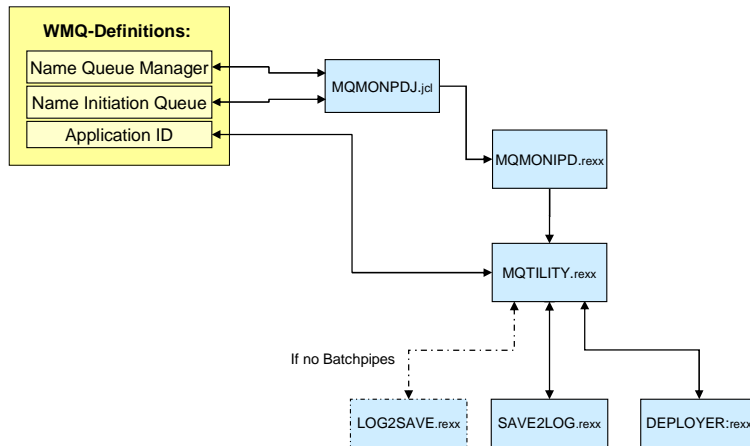 WMQ-Definitions:
Name Queue Manager
Name Initiation Queue
Application ID
MQMONPDJ.jcl
MQMONIPD.rexx
MQTILITY.rexx
If no Batchpipes
LOG2SAVE.rexx
SAVE2LOG.rexx
DEPLOYER:rexx